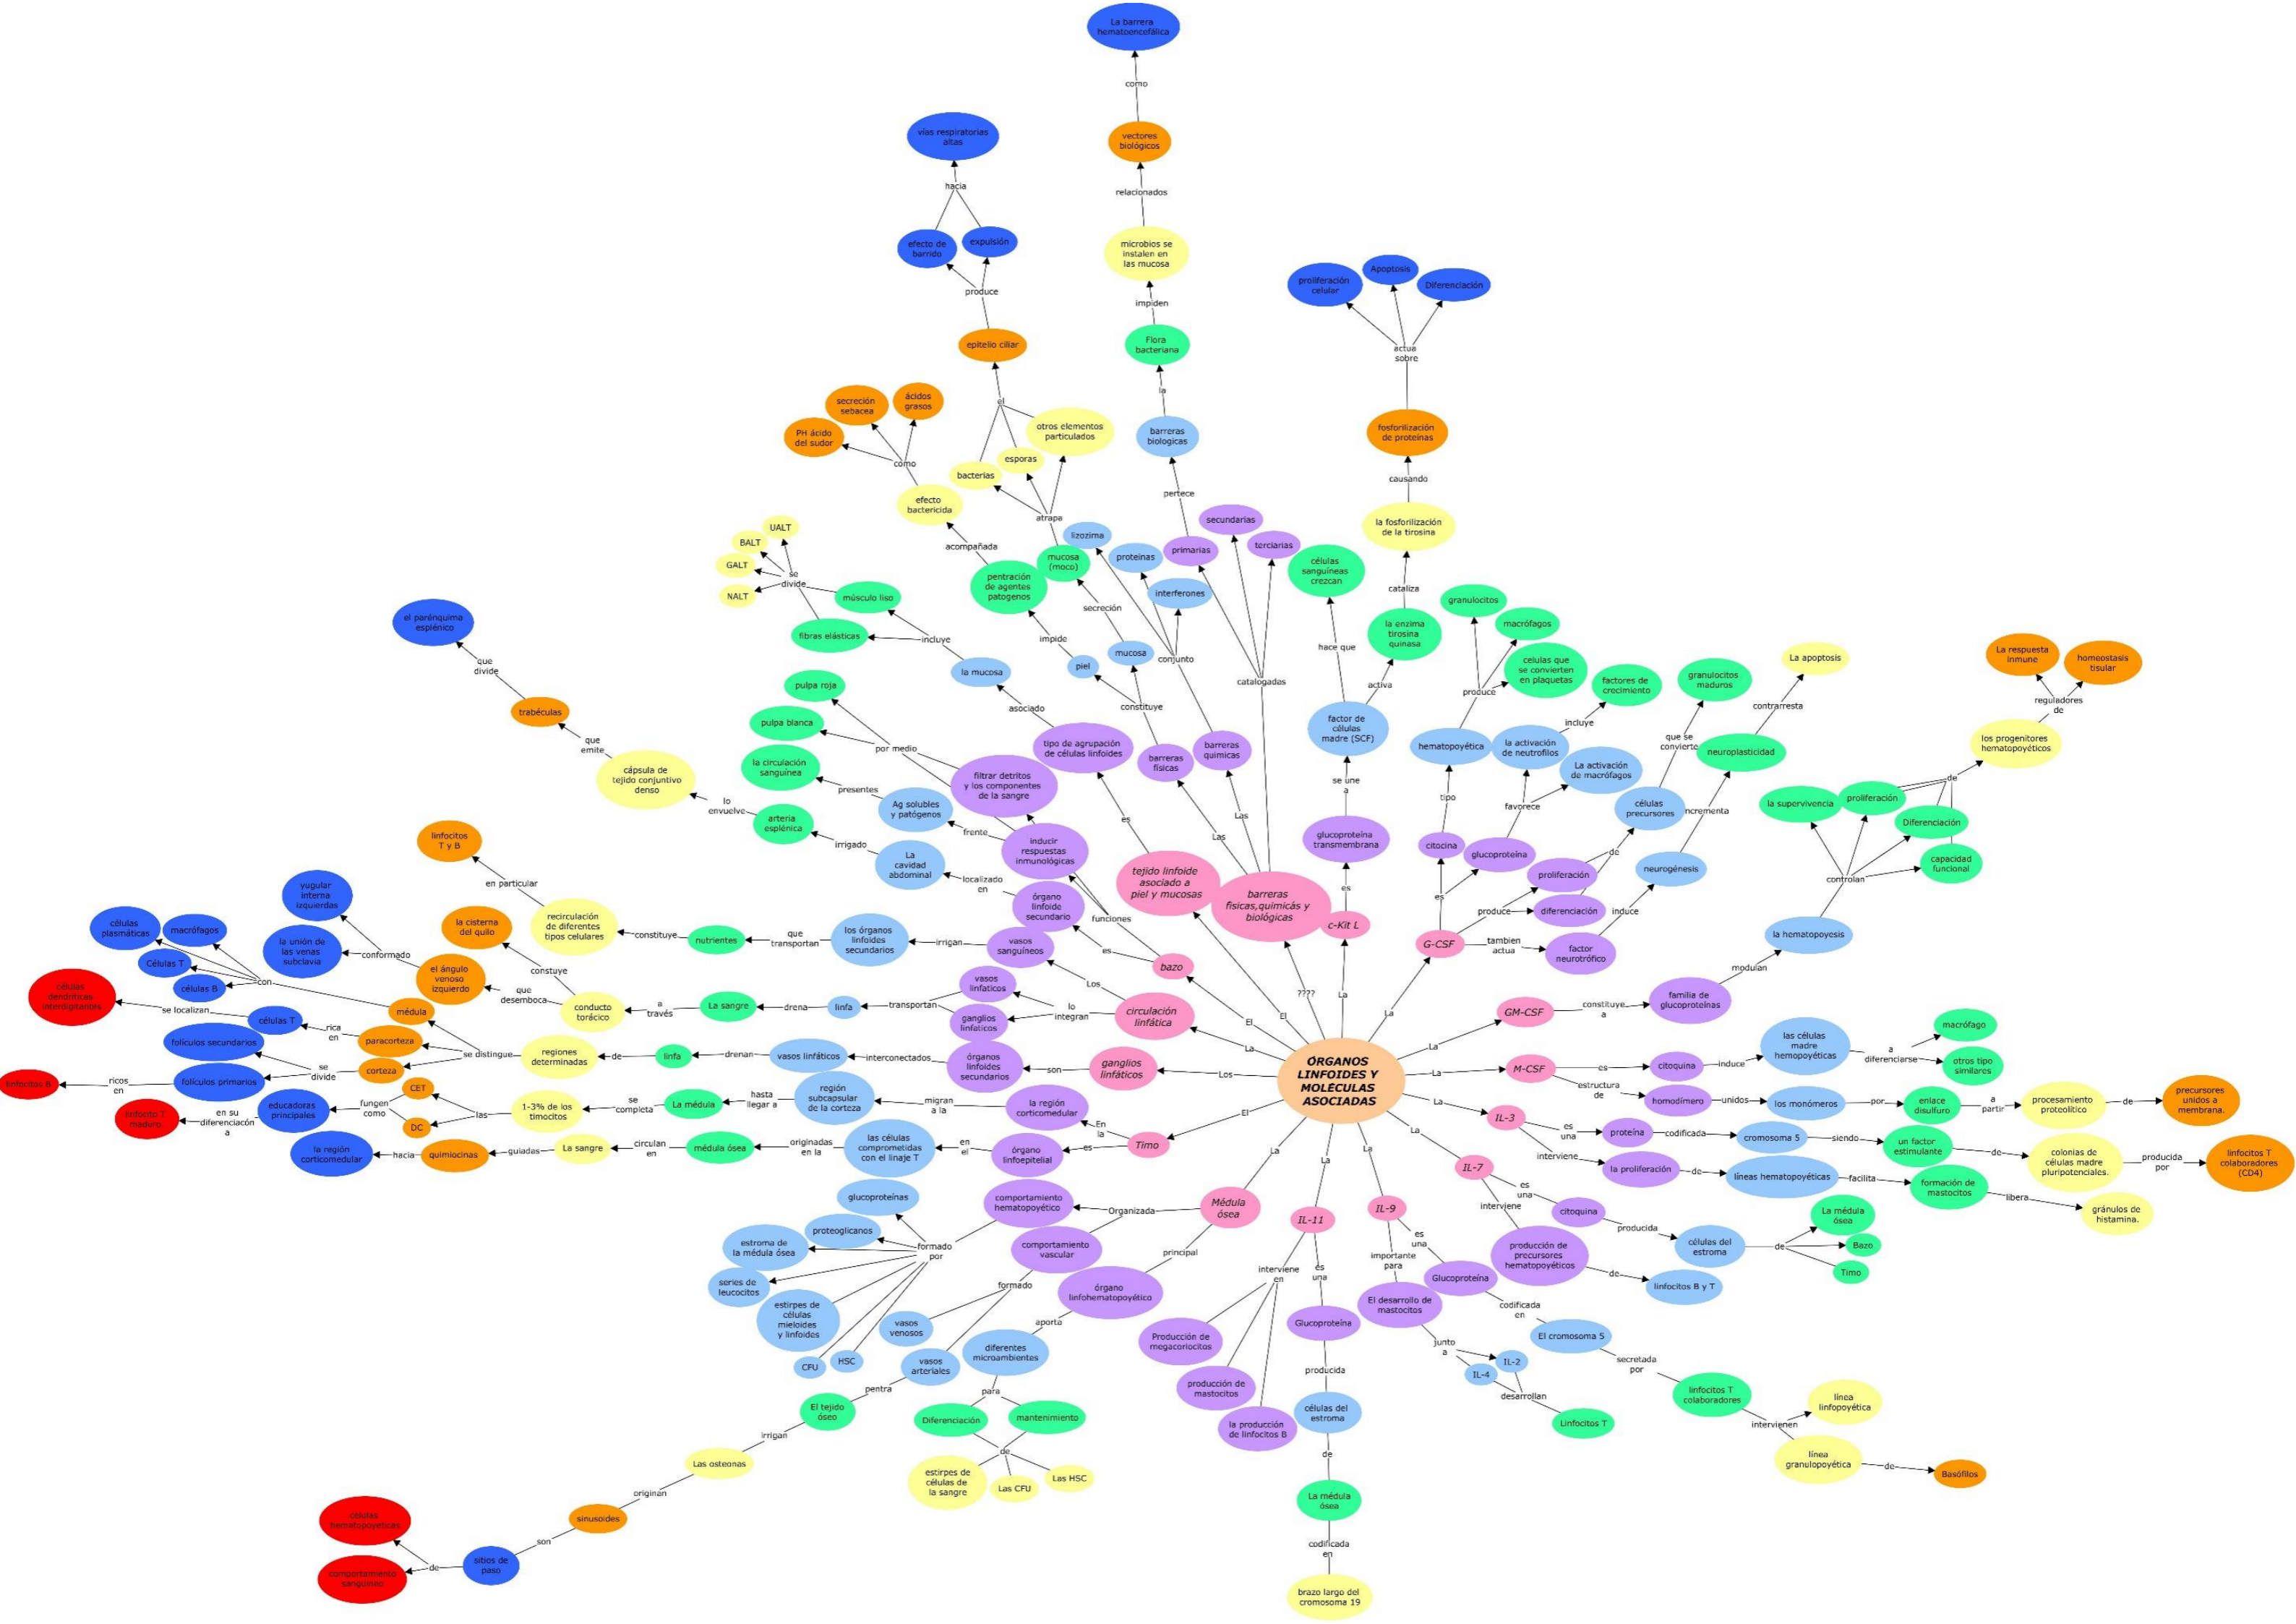 La barrera
hematoencefálica
como
vectores
biológicos
relacionados
microbios se
instalen en
las mucosa
impiden
Flora
bacteriana
la
barreras
biologicas
pertece
primarias
secundarias
terciarias
catalogadas
vías respiratorias
altas
hacia
efecto de
barrido
expulsión
produce
epitelio ciliar
el
otros elementos
particulados
esporas
bacterias
atrapa
mucosa
(moco)
secreción
mucosa
secreción
sebacea
ácidos
grasos
PH ácido
del sudor
como
efecto
bactericida
acompañada
pentración
de agentes
patogenos
impide
piel
constituye
barreras
físicas
Las
lizozima
proteinas
interferones
conjunto
barreras
quimicas
Las
barreras
fisicas,quimicás y
biológicas
????
proliferación
celular
Apoptosis
Diferenciación
actua
sobre
fosforilización
de proteinas
causando
la fosforilización
de la tirosina
cataliza
la enzima
tirosina
quinasa
activa
células
sanguíneas
crezcan
hace que
factor de
células
madre (SCF)
se une
a
glucoproteína
transmembrana
es
c-Kit L
La
UALT
BALT
GALT
NALT
se
divide
músculo liso
fibras elásticas
incluye
la mucosa
asociado
tipo de agrupación
de células linfoides
es
tejido linfoide
asociado a
piel y mucosas
El
granulocitos
macrófagos
celulas que
se convierten
en plaquetas
produce
hematopoyética
tipo
citocina
factores de
crecimiento
incluye
la activación
de neutrofilos
La activación
de macrófagos
favorece
glucoproteína
es
granulocitos
maduros
que se
convierte
células
precursores
de
proliferación
diferenciación
produce
La apoptosis
contrarresta
neuroplasticidad
ncrementa
neurogénesis
induce
factor
neurotrófico
tambien
actua
G-CSF
La
La respuesta
inmune
homeostasis
tisular
reguladores
de
los progenitores
hematopoyéticos
de
la supervivencia
proliferación
Diferenciación
capacidad
funcional
controlan
la hematopoyesis
modulan
familia de
glucoproteínas
constituye
a
GM-CSF
La
el parénquima
esplénico
que
divide
trabéculas
que
emite
cápsula de
tejido conjuntivo
denso
lo
envuelve
arteria
esplénica
irrigado
La
cavidad
abdominal
localizado
en
órgano
linfoide
secundario
es
pulpa roja
pulpa blanca
por medio
filtrar detritos
y los componentes
de la sangre
la circulación
sanguínea
presentes
Ag solubles
y patógenos
frente
inducir
respuestas
inmunológicas
funciones
bazo
El
linfocitos
T y B
en particular
recirculación
de diferentes
tipos celulares
constituye
nutrientes
que
transportan
los órganos
linfoides
secundarios
irrigan
vasos
sanguíneos
Los
yugular
interna
izquierdas
la unión de
las venas
subclavia
conformado
la cisterna
del quilo
constuye
el ángulo
venoso
izquierdo
que
desemboca
conducto
torácico
a
través
La sangre
drena
linfa
transportan
vasos
linfaticos
ganglios
linfaticos
lo
integran
circulación
linfática
La
células
plasmáticas
macrófagos
Células T
células B
con
médula
células
dendríticas
interdigitantes
se localizan
células T
rica
en
paracorteza
folículos secundarios
folículos primarios
se
divide
corteza
linfocitos B
ricos
en
se distingue
regiones
determinadas
de
linfa
drenan
vasos linfáticos
interconectados
órganos
linfoides
secundarios
son
ganglios
linfáticos
Los
ÓRGANOS
LINFOIDES Y
MOLÉCULAS
ASOCIADAS
linfocito T
maduro.
en su
diferenciacón
a
educadoras
principales
fungen
como
CET
DC
las
1-3% de los
timocitos
se
completa
La médula
hasta
llegar a
región
subcapsular
de la corteza
migran
a la
la región
corticomedular
En
la
Timo
El
la región
corticomedular
hacia
quimiocinas
guiadas
La sangre
circulan
en
médula ósea
originadas
en la
las células
comprometidas
con el linaje T
en
el
órgano
linfoepitelial
es
M-CSF
La
es
citoquina
induce
las células
madre
hemopoyéticas
a
diferenciarse
macrófago
otros tipo
similares
estructura
de
homodímero
unidos
los monómeros
por
enlace
disulfuro
a
partir
procesamiento
proteolítico
de
precursores
unidos a
membrana.
IL-3
La
es
una
proteína
codificada
cromosoma 5
siendo
un factor
estimulante
de
colonias de
células madre
pluripotenciales.
producida
por
linfocitos T
colaboradores
(CD4)
interviene
la proliferación
de
líneas hematopoyéticas
facilita
formación de
mastocitos
libera
gránulos de
histamina.
IL-7
La
es
una
citoquina
producida
células del
estroma
de
La médula
ósea
Bazo
Timo
interviene
producción de
precursores
hematopoyéticos
de
linfocitos B y T
IL-9
La
es
una
Glucoproteína
codificada
en
El cromosoma 5
secretada
por
linfocitos T
colaboradores
intervienen
línea
linfopoyética
línea
granulopoyética
de
Basófilos
importante
para
El desarrollo de
mastocitos
junto
a
IL-2
IL-4
desarrollan
Linfocitos T
IL-11
La
interviene
en
Producción de
megacoriocitos
producción de
mastocitos
la producción
de linfocitos B
es
una
Glucoproteína
producida
células del
estroma
de
La médula
ósea
codificada
en
brazo largo del
cromosoma 19
Médula
ósea
La
Organizada
comportamiento
hematopoyético
formado
por
glucoproteínas
proteoglicanos
estroma de
la médula ósea
series de
leucocitos
estirpes de
células
mieloides
y linfoides
CFU
HSC
comportamiento
vascular
formado
vasos
venosos
vasos
arteriales
pentra
El tejido
óseo
irrigan
Las osteonas
originan
sinusoides
son
sitios de
paso
de
celulas
hematopoyeticas
comportamiento
sanguineo
principal
órgano
linfohematopoyético
aporta
diferentes
microambientes
para
Diferenciación
mantenimiento
de
estirpes de
células de
la sangre
Las CFU
Las HSC